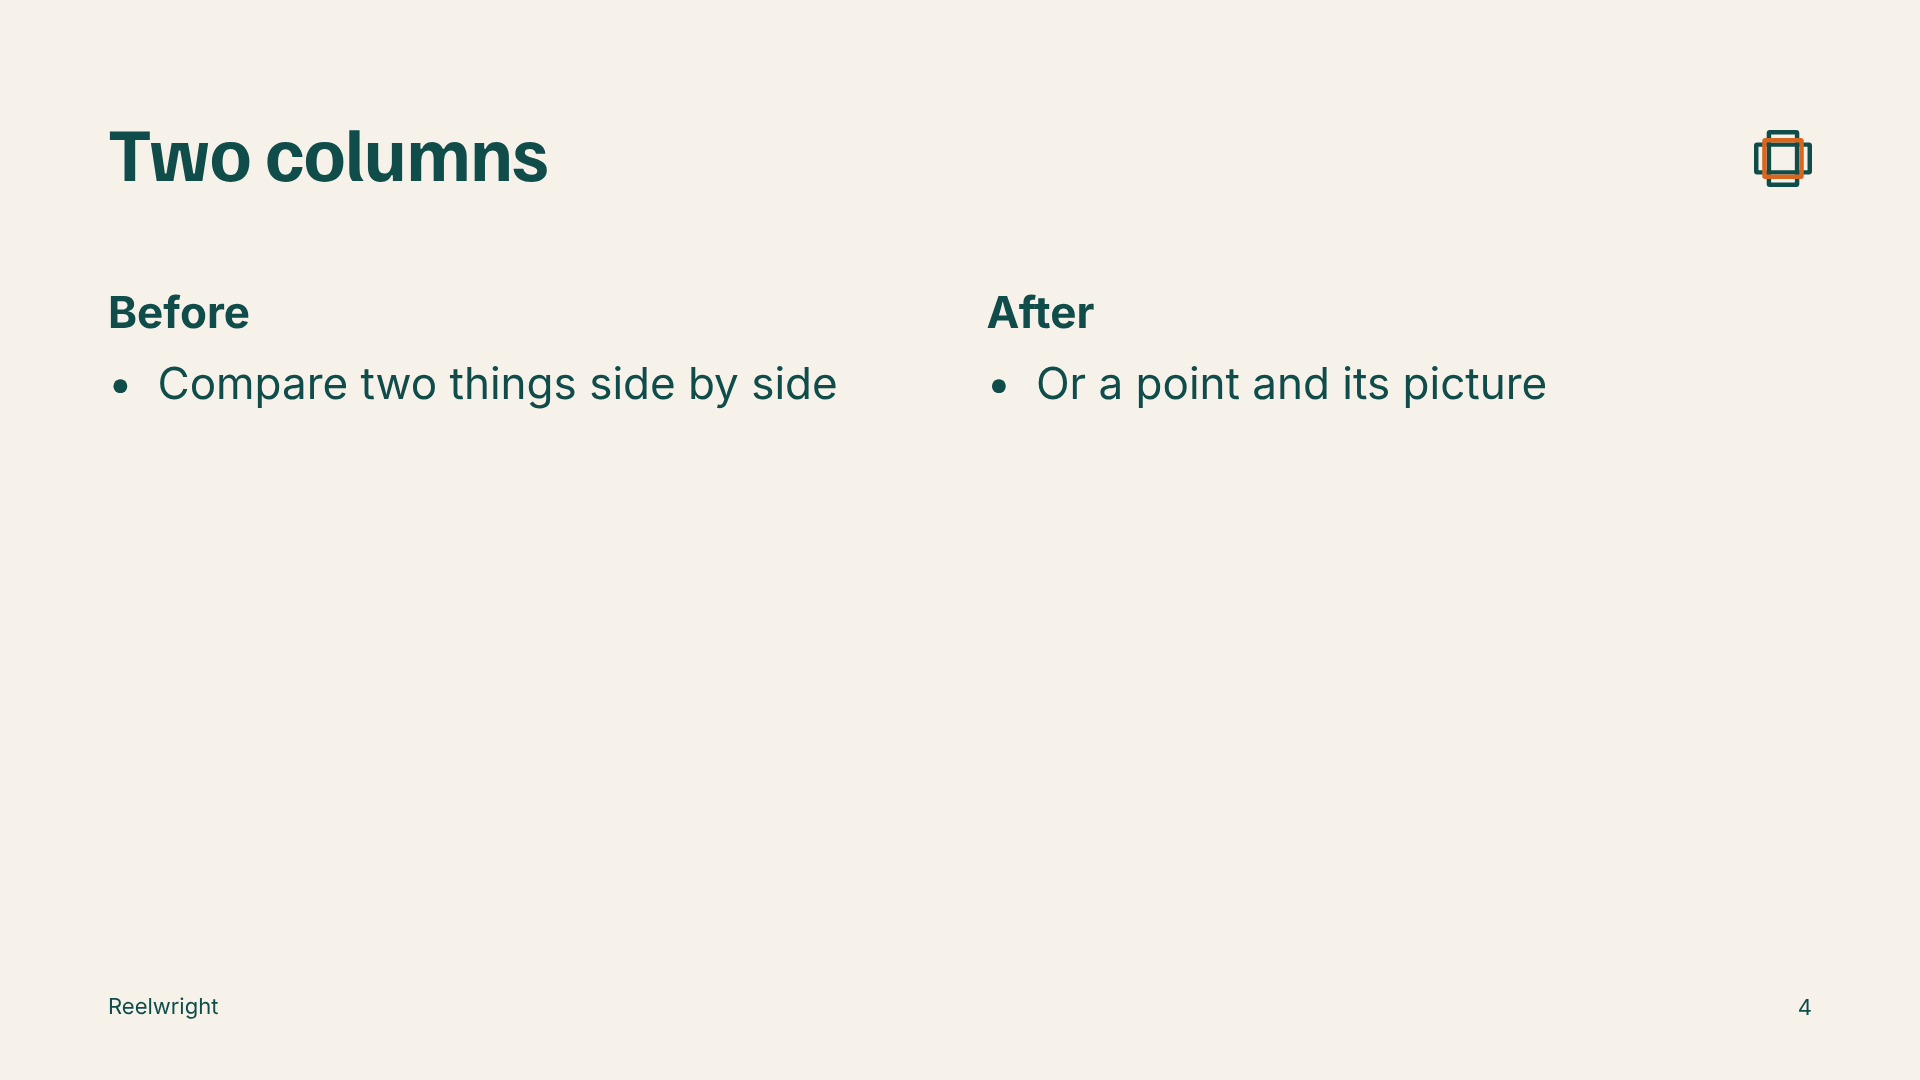 Two columns
Before
• Compare two things side by side
After
• Or a point and its picture
Reelwright
4